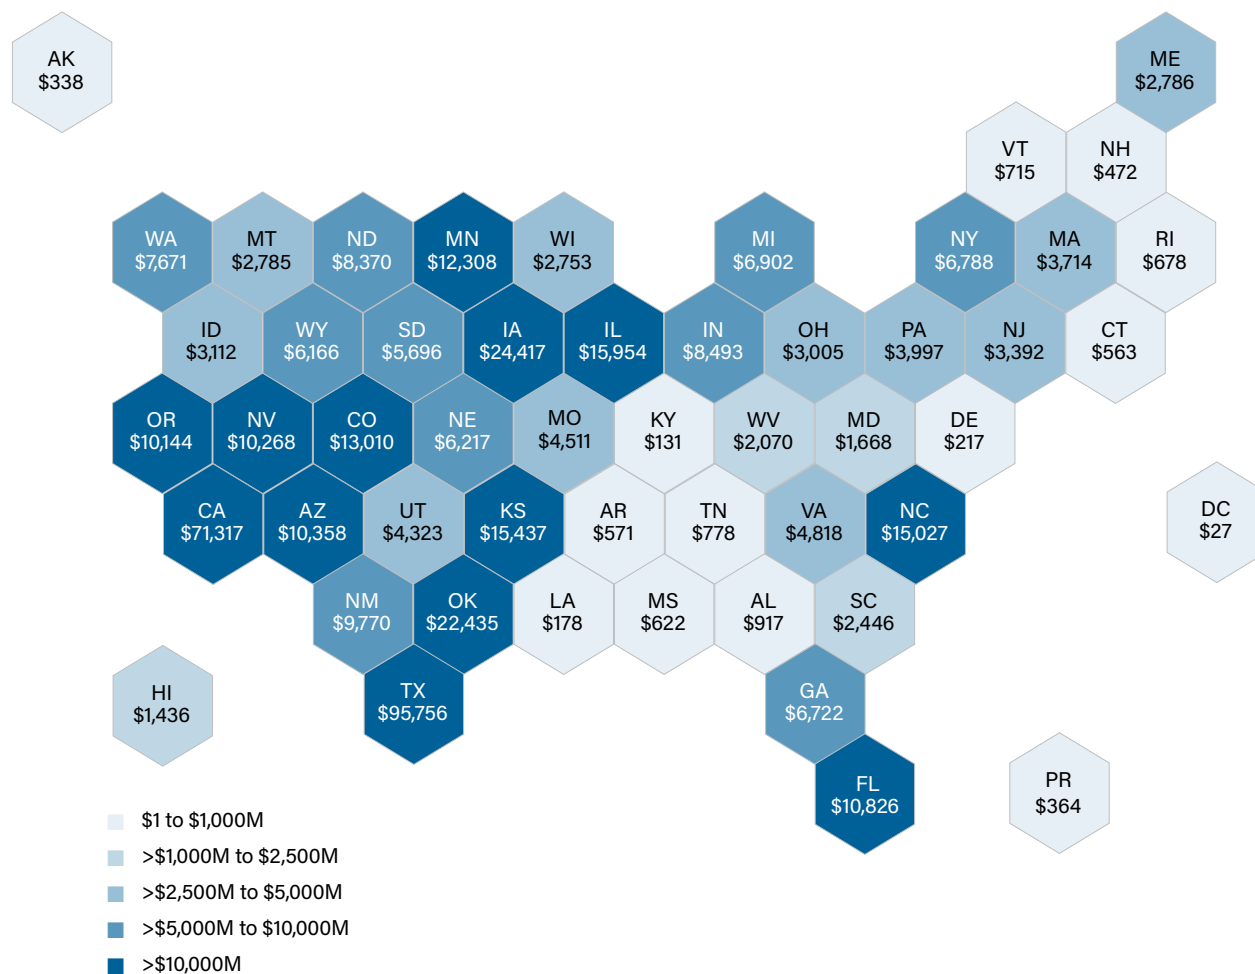 AK
$338
ME
$2,786
VT
$715
NH
$472
WA
$7,671
MT
$2,785
ND
$8,370
MN
$12,308
WI
$2,753
MI
$6,902
NY
$6,788
MA
$3,714
RI
$678
ID
$3,112
WY
$6,166
SD
$5,696
IA
$24,417
IL
$15,954
IN
$8,493
OH
$3,005
PA
$3,997
NJ
$3,392
CT
$563
OR
$10,144
NV
$10,268
CO
$13,010
NE
$6,217
MO
$4,511
KY
$131
WV
$2,070
MD
$1,668
DE
$217
CA
$71,317
AZ
$10,358
UT
$4,323
KS
$15,437
AR
$571
TN
$778
VA
$4,818
NC
$15,027
DC
$27
NM
$9,770
OK
$22,435
LA
$178
MS
$622
AL
$917
SC
$2,446
HI
$1,436
TX
$95,756
GA
$6,722
FL
$10,826
PR
$364
$1 to $1,000M
>$1,000M to $2,500M
>$2,500M to $5,000M
>$5,000M to $10,000M
>$10,000M